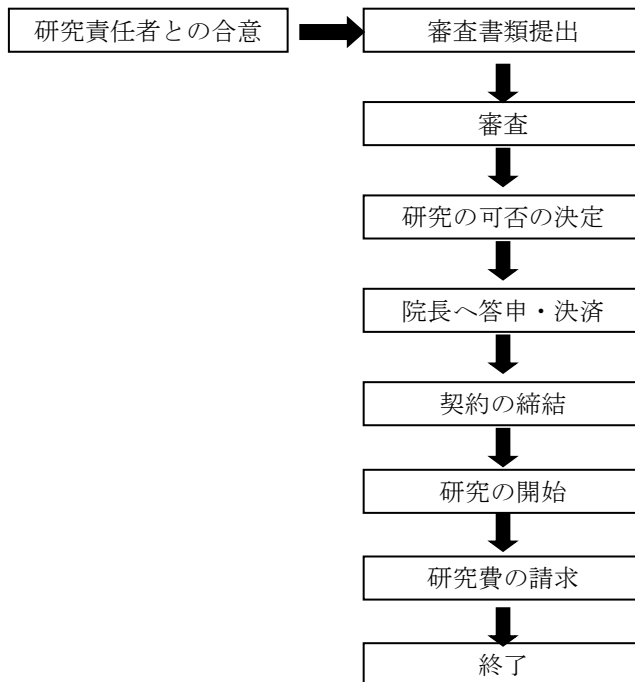 研究責任者との合意
審査書類提出
審査
研究の可否の決定
院長へ答申・決済
契約の締結
研究の開始
研究費の請求
終了